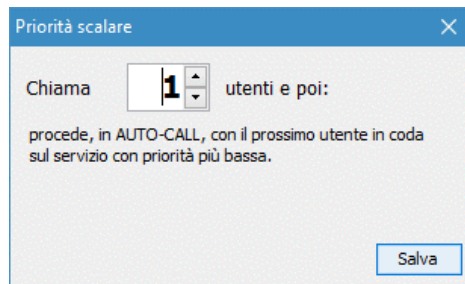 Priorità scalare
Chiama 1 utenti e poi:
procede, in AUTO-CALL, con il prossimo utente in coda
sul servizio con priorità più bassa.
Salva